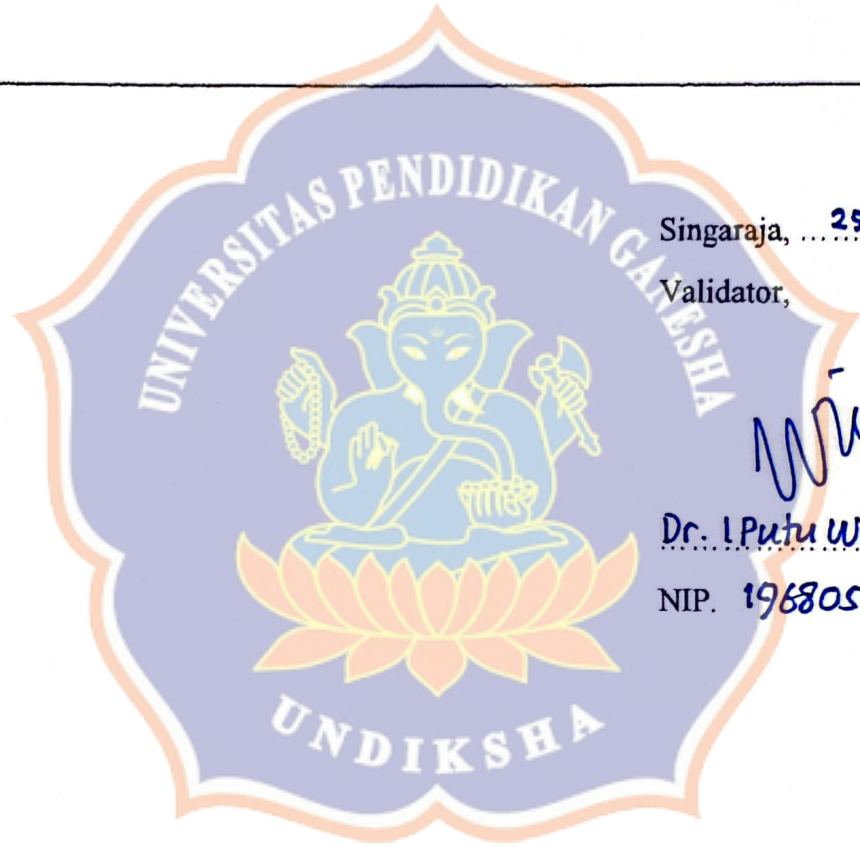 UNIVERSITAS PENDIDIKAN GANESHA
Singaraja, ... 25
Validator,
Dr. I Putu
NIP. 196805
UNDIKSHA